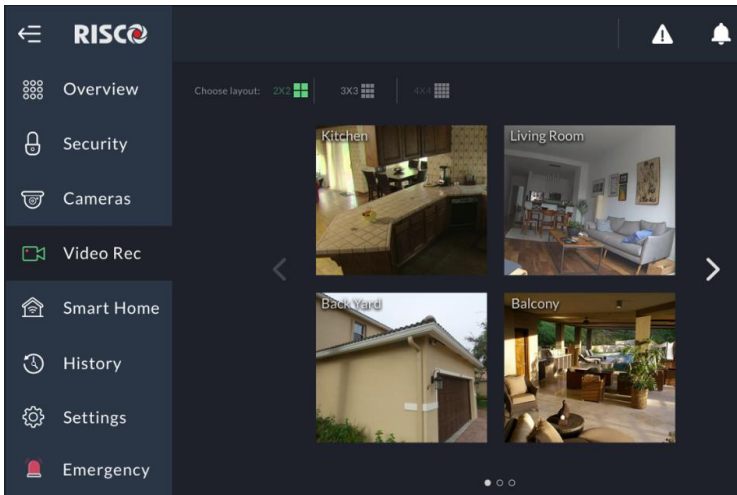 RISCO
Overview
Security
Cameras
Video Rec
Smart Home
History
Settings
Emergency
Choose layout: 2X2 3X3 4X4
Kitchen
Living Room
Back Yard
Balcony